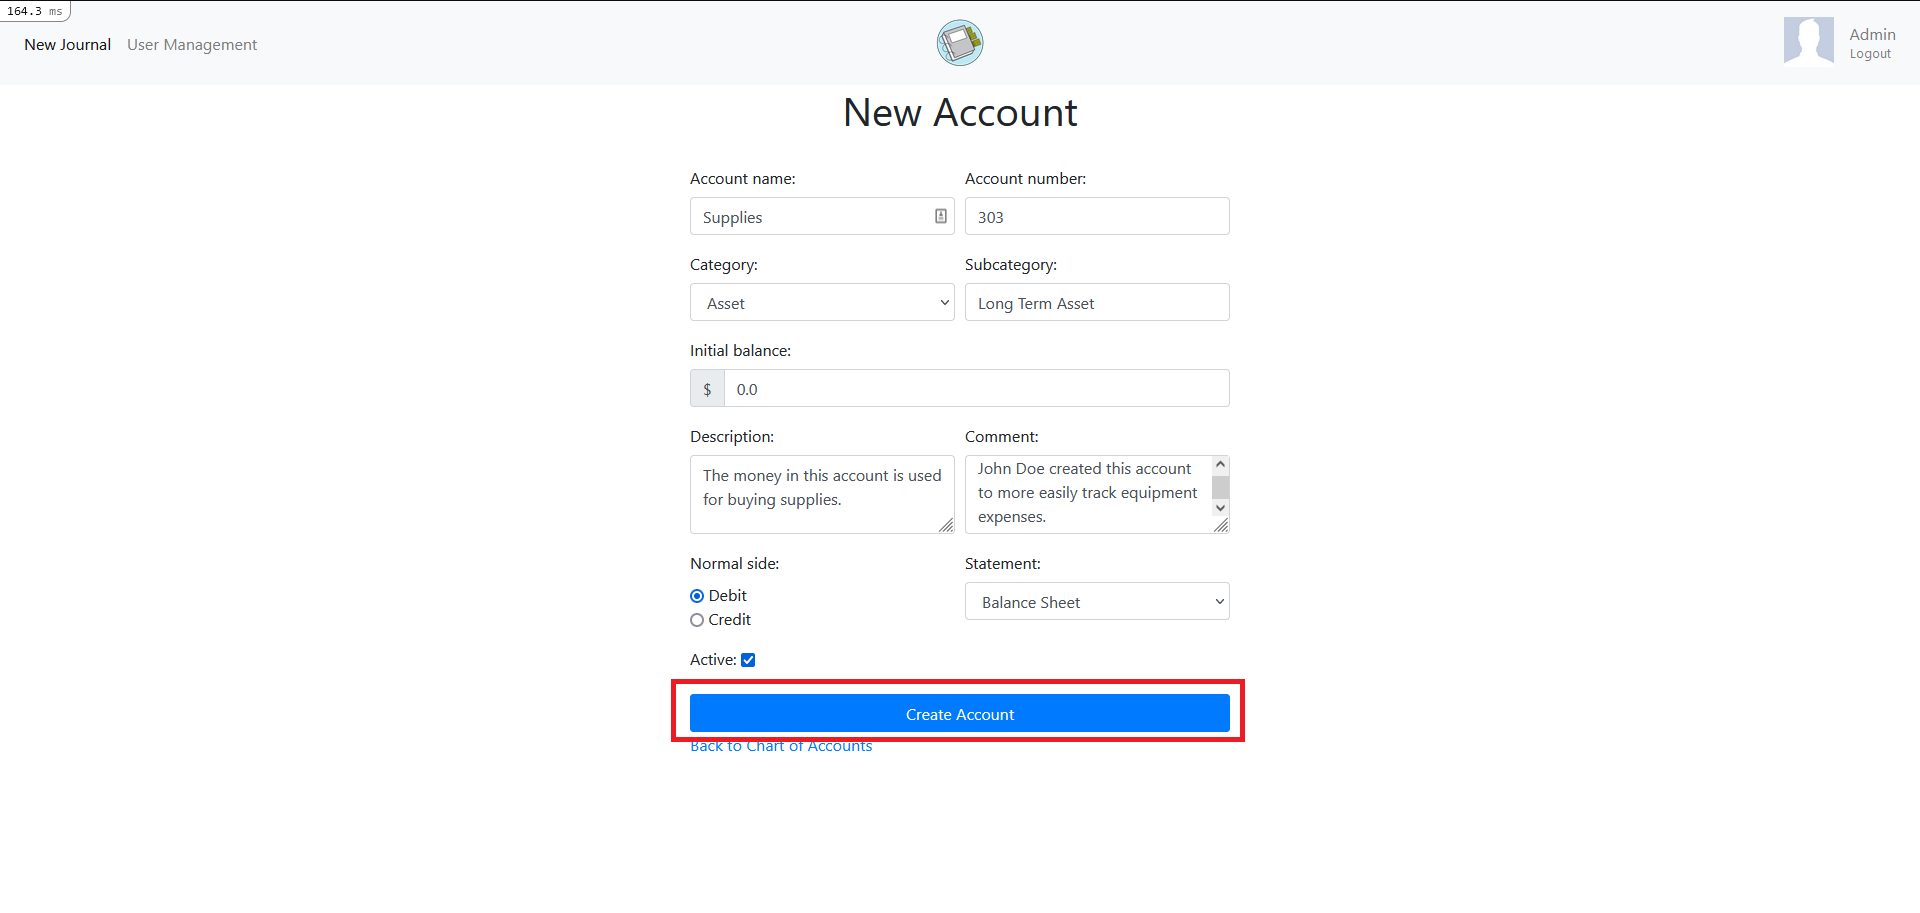 164.3 ms
New Journal User Management
Admin
Logout
New Account
Account name: Account number:
Supplies 303
Category: Subcategory:
Asset Long Term Asset
Initial balance:
$ 0.0
Description: Comment:
The money in this account is used
for buying supplies.
John Doe created this account
to more easily track equipment
expenses.
Normal side: Statement:
Debit
Credit
Balance Sheet
Active:
Create Account
Back to Chart of Accounts